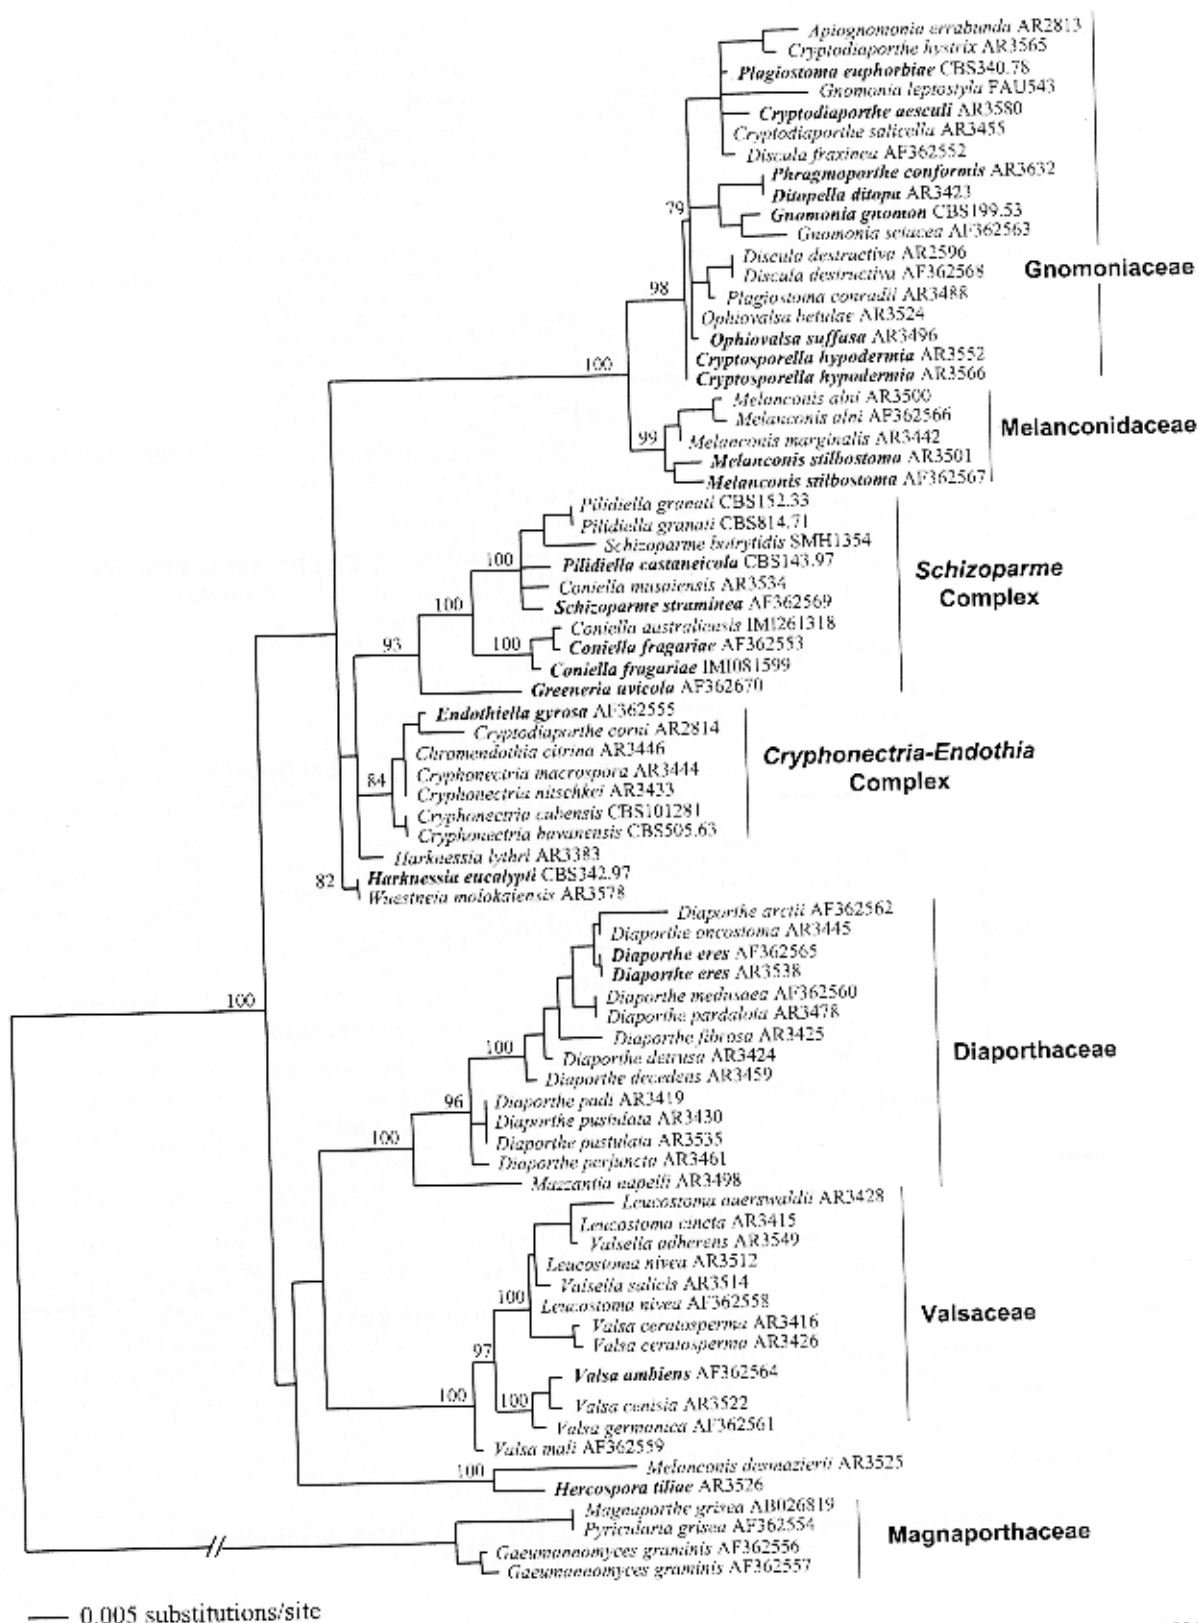 Apiognomonia errabunda AR2813
Cryptodiaporthe hystrix AR3565
Plagiostoma euphorbiae CBS340.78
Gnomonia leptostyla FAU543
Cryptodiaporthe aesculi AR3580
Cryptodiaporthe salicella AR3455
Discula fraxinea AF362552
Phragmoporthe conformis AR3632
Ditopella ditopa AR3423
79
Gnomonia gnomon CBS199.53
Gnomonia setacea AF362563
Discula destructiva AR2596
Discula destructiva AF362568
Gnomoniaceae
98
Plagiostoma conradii AR3488
Ophiovalsa betulae AR3524
Ophiovalsa suffusa AR3496
Cryptosporella hypodermia AR3552
100
Cryptosporella hypodermia AR3566
Melanconis alni AR3500
Melanconis alni AF362566
Melanconidaceae
99
Melanconis marginalis AR3442
Melanconis stilbostoma AR3501
Melanconis stilbostoma AF362567
Pilidiella granati CBS152.33
Pilidiella granati CBS814.71
Schizoparme botrytidis SMH1354
100
Pilidiella castaneicola CBS143.97
Schizoparme
Complex
Coniella musaiensis AR3534
100
Schizoparme straminea AF362569
Coniella australiensis IMI261318
93
100
Coniella fragariae AF362553
Coniella fragariae IMI081599
Greeneria uvicola AF362670
Endothiella gyrosa AF362555
Cryptodiaporthe corni AR2814
Chromendothia citrina AR3446
Cryphonectria-Endothia
Complex
84
Cryphonectria macrospora AR3444
Cryphonectria nitschkei AR3433
Cryphonectria cubensis CBS101281
Cryphonectria havanensis CBS505.63
Harknessia lythri AR3383
82
Harknessia eucalypti CBS342.97
Wuestneia molokaiensis AR3578
Diaporthe arctii AF362562
Diaporthe oncostoma AR3445
Diaporthe eres AF362565
Diaporthe eres AR3538
100
Diaporthe medusaea AF362560
Diaporthe pardalota AR3478
Diaporthe fibrosa AR3425
100
Diaporthaceae
Diaporthe detrusa AR3424
Diaporthe decedens AR3459
96
Diaporthe padi AR3419
Diaporthe pustulata AR3430
100
Diaporthe pustulata AR3535
Diaporthe perjuncta AR3461
Mazzantia napelli AR3498
Leucostoma auerswaldii AR3428
Leucostoma cincta AR3415
Valsella adherens AR3549
Leucostoma nivea AR3512
Valsella salicis AR3514
100
Leucostoma nivea AF362558
Valsaceae
Valsa ceratosperma AR3416
Valsa ceratosperma AR3426
97
Valsa ambiens AF362564
100
100
Valsa cenisia AR3522
Valsa germanica AF362561
Valsa mali AF362559
100
Melanconis desmazierii AR3525
Hercospora tiliae AR3526
Magnaporthe grisea AB026819
Pyricularia grisea AF362554
Magnaporthaceae
Gaeumannomyces graminis AF362556
Gaeumannomyces graminis AF362557
0.005 substitutions/site